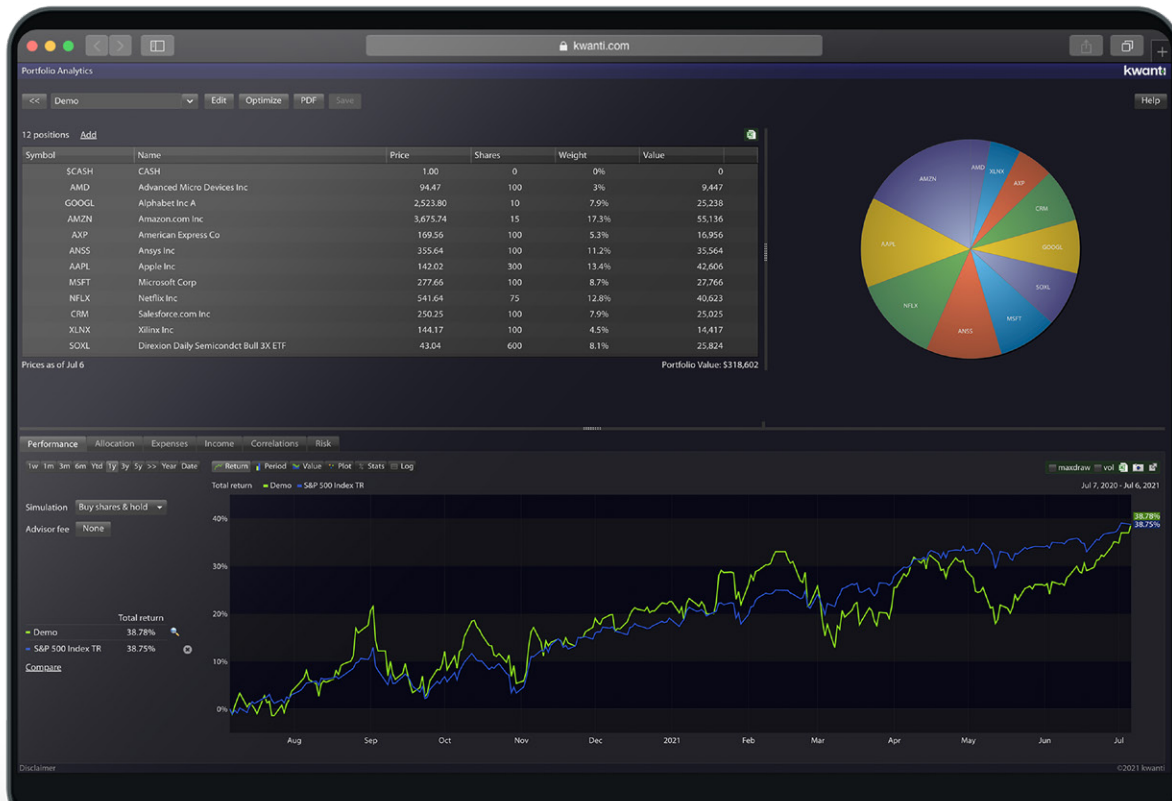 kwanti.com
Portfolio Analytics
kwanti
<< Demo Edit Optimize PDF Save Help
12 positions Add
Symbol Name Price Shares Weight Value
$CASH CASH 1.00 0 0% 0
AMD Advanced Micro Devices Inc 94.47 100 3% 9,447
GOOGL Alphabet Inc A 2,523.80 10 7.9% 25,238
AMZN Amazon.com Inc 3,675.74 15 17.3% 55,136
AXP American Express Co 169.56 100 5.3% 16,956
ANSS Ansys Inc 355.64 100 11.2% 35,564
AAPL Apple Inc 142.02 300 13.4% 42,606
MSFT Microsoft Corp 277.66 100 8.7% 27,766
NFLX Netflix Inc 541.64 75 12.8% 40,623
CRM Salesforce.com Inc 250.25 100 7.9% 25,025
XLNX Xilinx Inc 144.17 100 4.5% 14,417
SOXL Direxion Daily Semicondct Bull 3X ETF 43.04 600 8.1% 25,824
Prices as of Jul 6 Portfolio Value: $318,602
AMD
XLNX
AXP
CRM
GOOGL
SOXL
MSFT
ANSS
NFLX
AAPL
AMZN
Performance Allocation Expenses Income Correlations Risk
1w 1m 3m 6m Ytd 1y 3y 5y >> Year Date
Return Period Value Plot Stats Log
maxdraw vol
Total return Demo S&P 500 Index TR
Jul 7, 2020 - Jul 6, 2021
Simulation Buy shares & hold
Advisor fee None
Total return
Demo 38.78%
S&P 500 Index TR 38.75%
Compare
40%
30%
20%
10%
0%
38.78%
38.75%
Aug Sep Oct Nov Dec 2021 Feb Mar Apr May Jun Jul
Disclaimer
©2021 kwanti